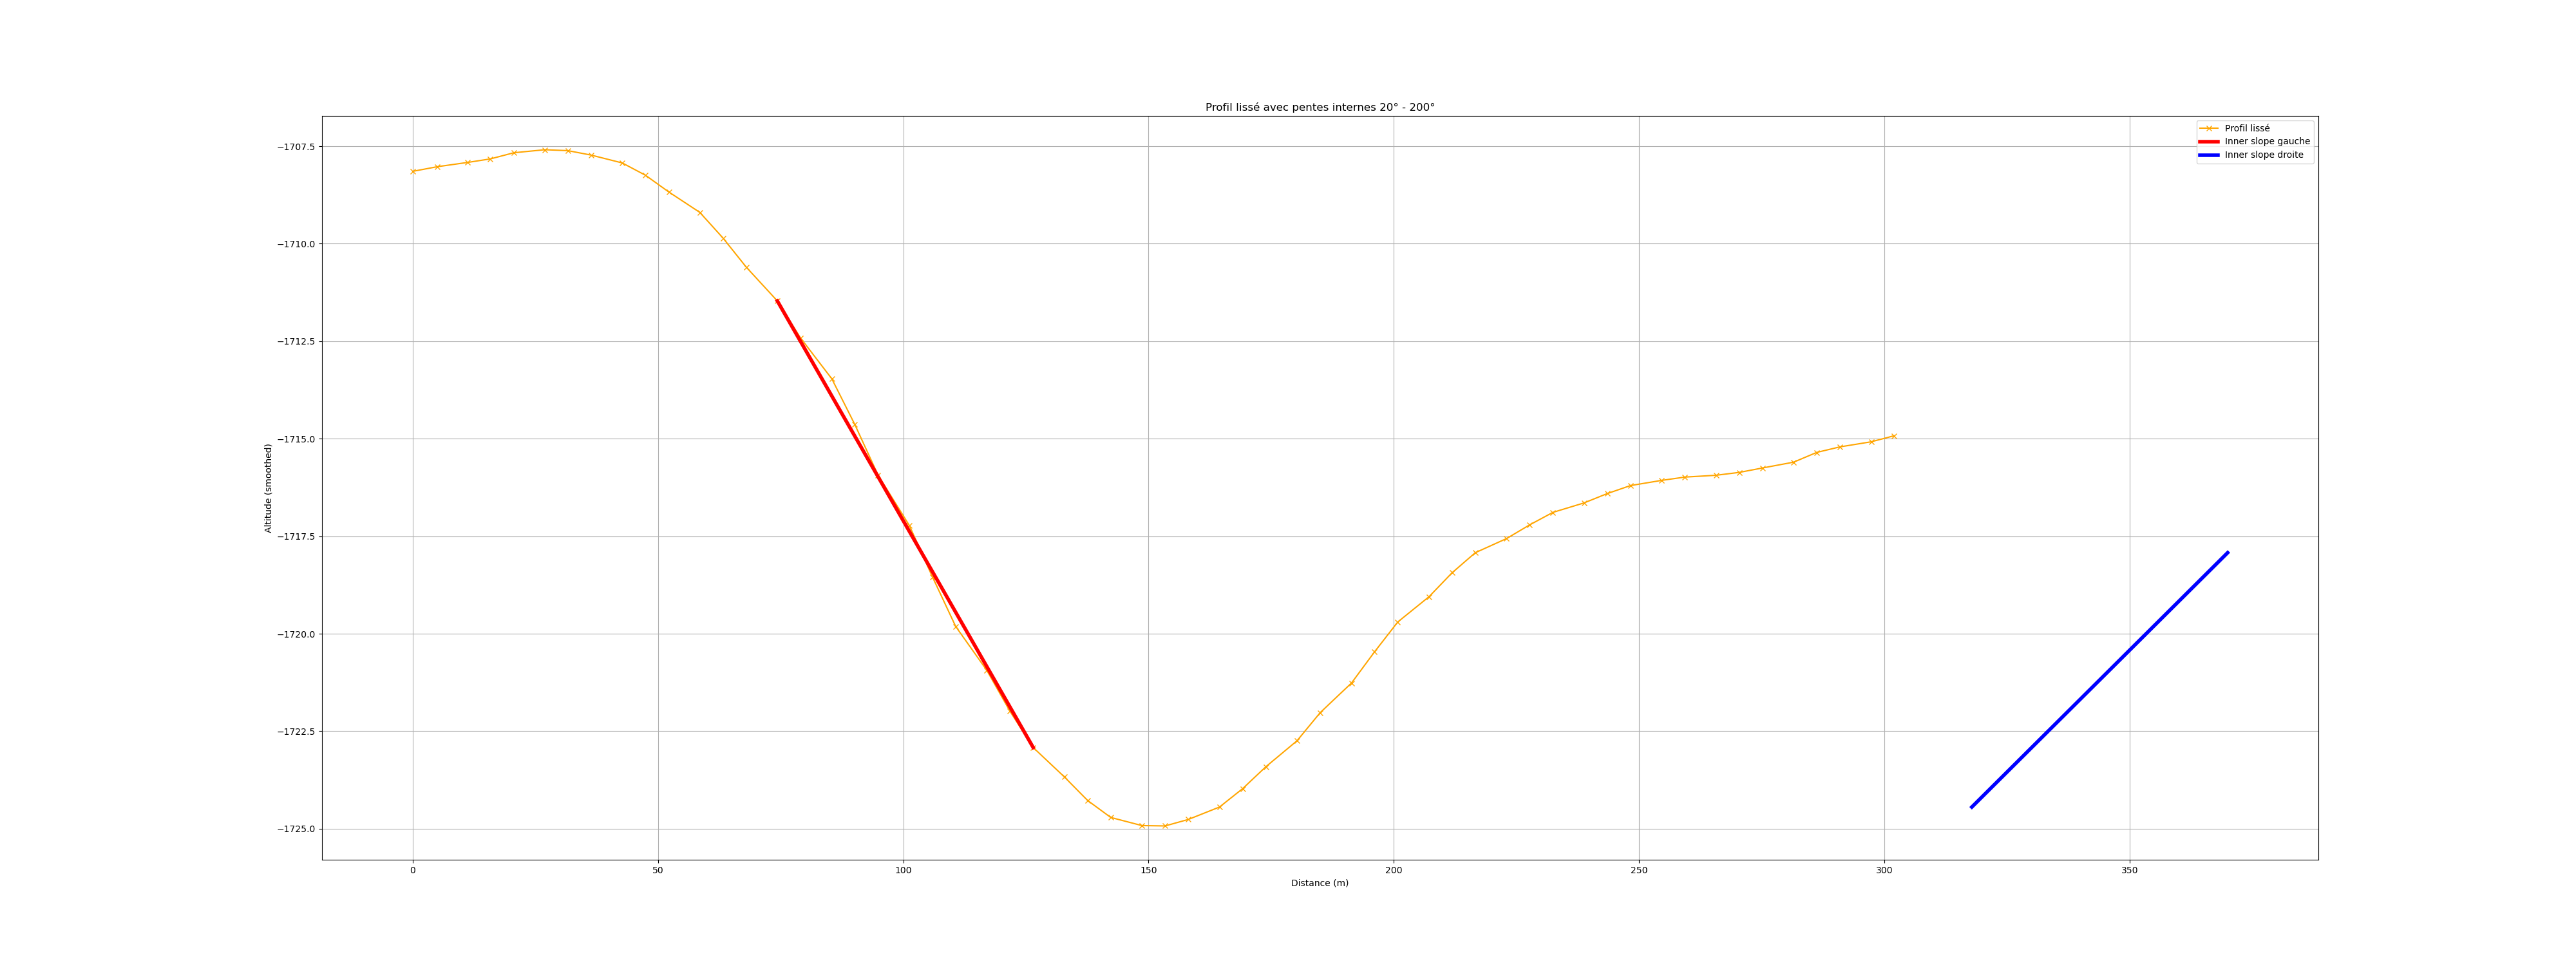 Profil lissé avec pentes internes 20° - 200°
Profil lissé
Inner slope gauche
Inner slope droite
Altitude (smoothed)
−1707.5
−1710.0
−1712.5
−1715.0
−1717.5
−1720.0
−1722.5
−1725.0
0 50 100 150 200 250 300 350
Distance (m)